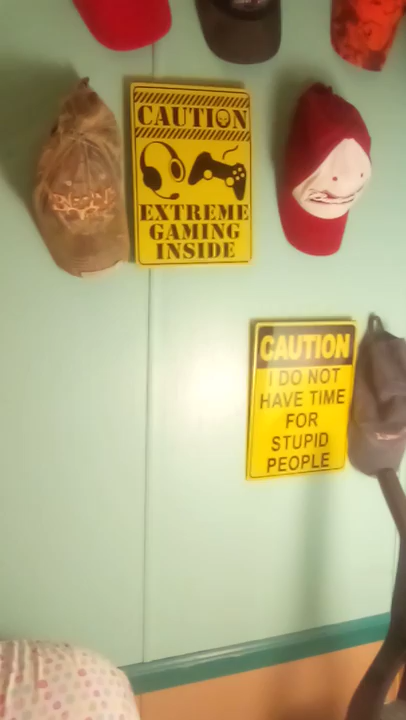 CAUTION
EXTREME
GAMING
INSIDE
CAUTION
I DO NOT
HAVE TIME
FOR
STUPID
PEOPLE